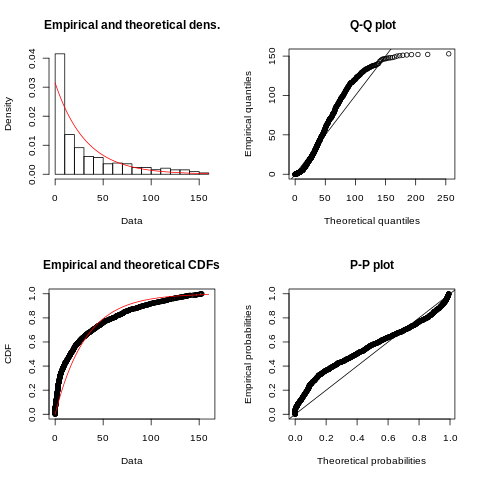 Empirical and theoretical dens.
Density
0.00 0.01 0.02 0.03 0.04
0 50 100 150
Data
Q-Q plot
Empirical quantiles
0 50 100 150
0 50 100 150 200 250
Theoretical quantiles
Empirical and theoretical CDFs
CDF
0.0 0.2 0.4 0.6 0.8 1.0
0 50 100 150
Data
P-P plot
Empirical probabilities
0.0 0.2 0.4 0.6 0.8 1.0
0.0 0.2 0.4 0.6 0.8 1.0
Theoretical probabilities